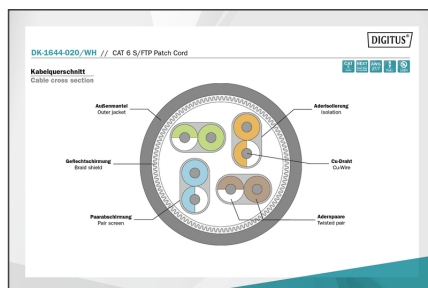 DIGITUS®
DK-1644-020/WH // CAT 6 S/FTP Patch Cord
Kabelquerschnitt
Cable cross section
Außenmantel
Outer jacket
Aderisolierung
Isolation
Geflechtschirmung
Braid shield
Cu-Draht
Cu-Wire
Paarabschirmung
Pair screen
Adernpaare
Twisted pair